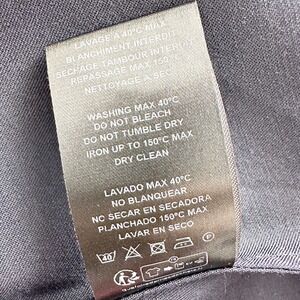 LAVAGE A 40°C MAX
BLANCHIMENT INTERDIT
SECHAGE TAMBOUR INTERDIT
REPASSAGE MAX 150
NETTOYAGE A SEC
WASHING MAX 40°C
DO NOT BLEACH
DO NOT TUMBLE DRY
IRON UP TO 150°C MAX
DRY CLEAN
LAVADO MAX 40°C
NO BLANQUEAR
NC SECAR EN SECADORA
PLANCHADO 150°C MAX
LAVAR EN SECO
40 P